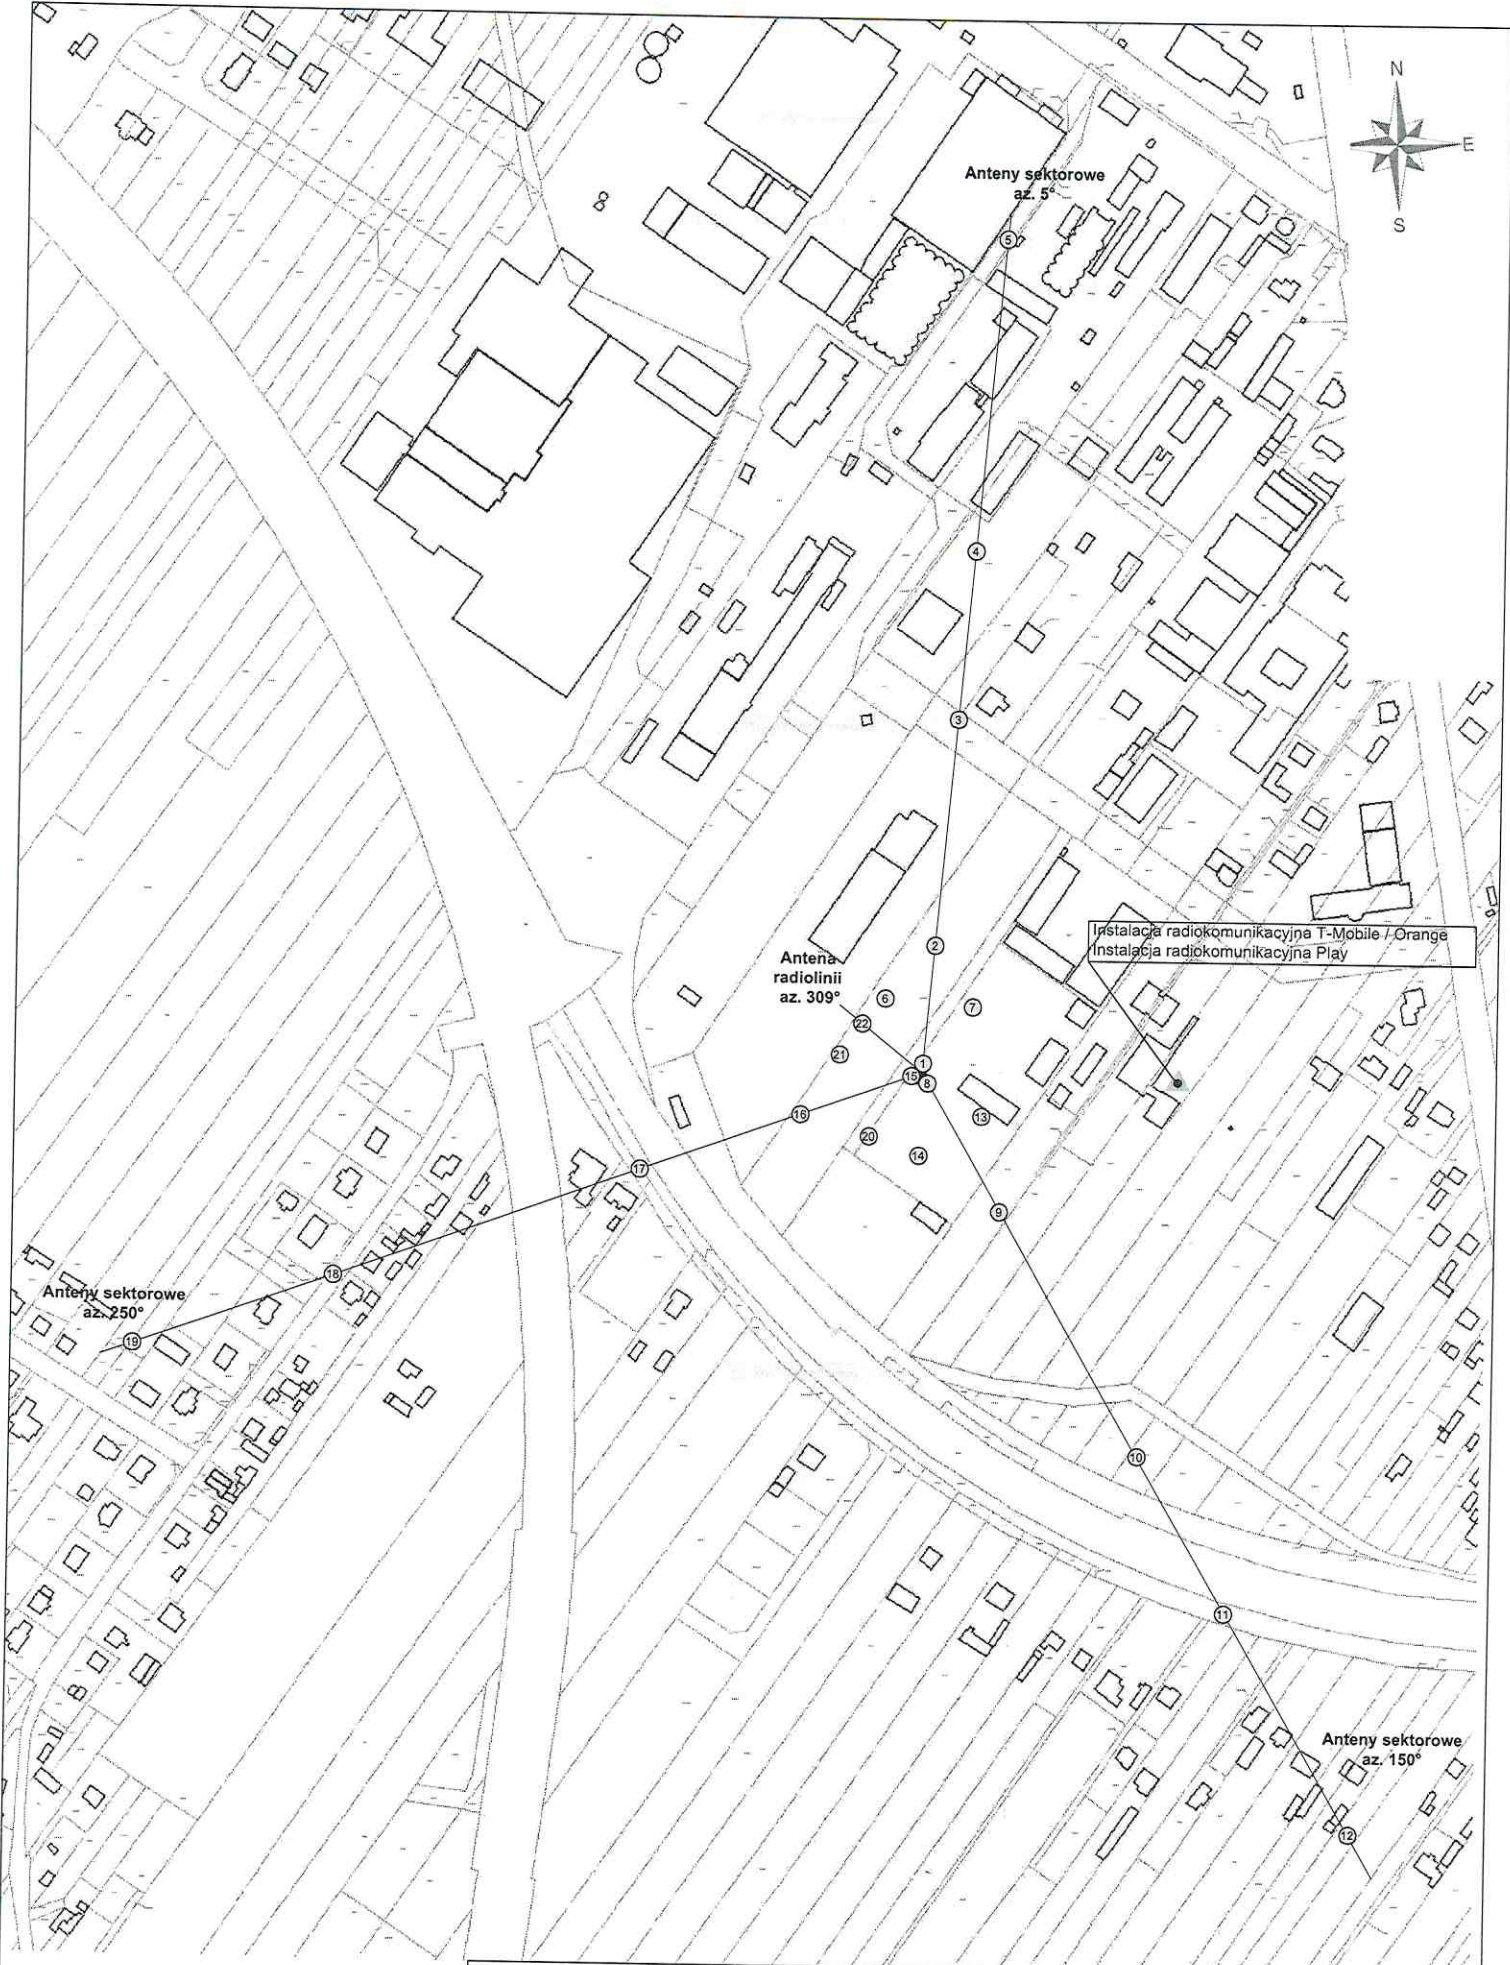 N
E
S
Anteny sektorowe
az. 5°
5
4
3
2
Instalacja radiokomunikacyjna T-Mobile / Orange
Instalacja radiokomunikacyjna Play
Antena
radiolinii
az. 309°
6
7
22
21
1
15
8
16
13
20
14
17
9
18
Anteny sektorowe
az. 250°
19
10
11
Anteny sektorowe
az. 150°
12